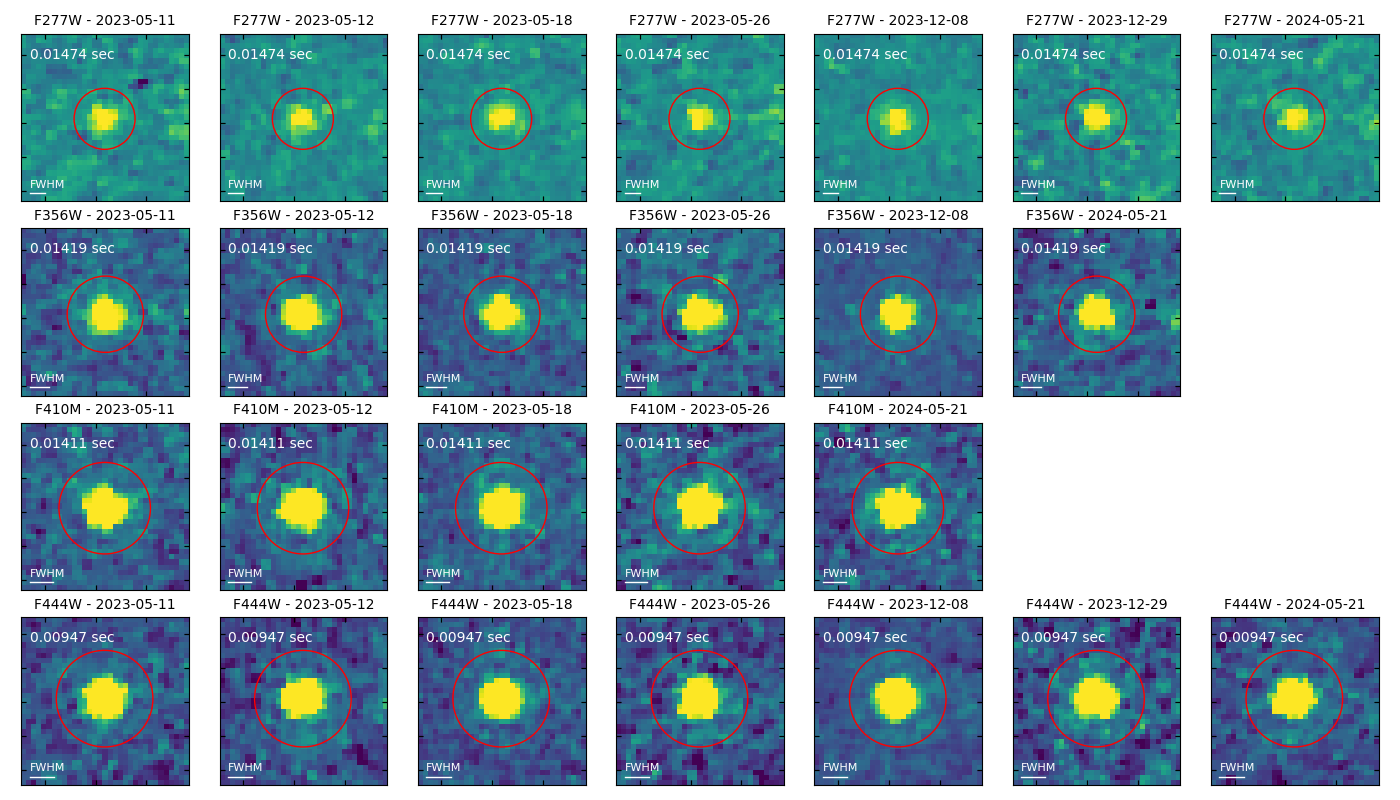 F277W - 2023-05-11
F277W - 2023-05-12
F277W - 2023-05-18
F277W - 2023-05-26
F277W - 2023-12-08
F277W - 2023-12-29
F277W - 2024-05-21
0.01474 sec
0.01474 sec
0.01474 sec
0.01474 sec
0.01474 sec
0.01474 sec
0.01474 sec
FWHM
FWHM
FWHM
FWHM
FWHM
FWHM
FWHM
F356W - 2023-05-11
F356W - 2023-05-12
F356W - 2023-05-18
F356W - 2023-05-26
F356W - 2023-12-08
F356W - 2024-05-21
0.01419 sec
0.01419 sec
0.01419 sec
0.01419 sec
0.01419 sec
0.01419 sec
FWHM
FWHM
FWHM
FWHM
FWHM
FWHM
F410M - 2023-05-11
F410M - 2023-05-12
F410M - 2023-05-18
F410M - 2023-05-26
F410M - 2024-05-21
0.01411 sec
0.01411 sec
0.01411 sec
0.01411 sec
0.01411 sec
FWHM
FWHM
FWHM
FWHM
FWHM
F444W - 2023-05-11
F444W - 2023-05-12
F444W - 2023-05-18
F444W - 2023-05-26
F444W - 2023-12-08
F444W - 2023-12-29
F444W - 2024-05-21
0.00947 sec
0.00947 sec
0.00947 sec
0.00947 sec
0.00947 sec
0.00947 sec
0.00947 sec
FWHM
FWHM
FWHM
FWHM
FWHM
FWHM
FWHM